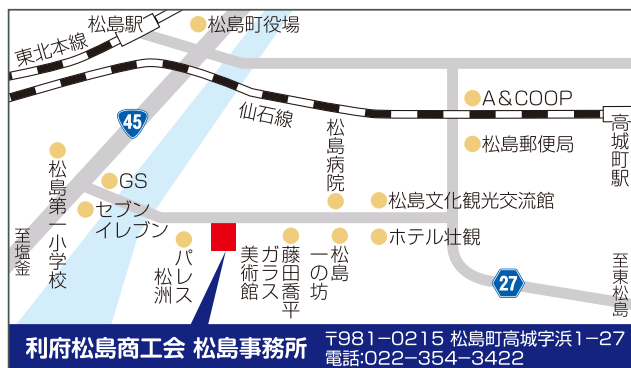 松島駅
松島町役場
東北本線
仙石線
45
A&COOP
松島郵便局
高城町駅
松島病院
松島第一小学校
GS
セブン
イレブン
松島文化観光交流館
ホテル壮観
至塩釜
パレス
松洲
藤田喬平
ガラス
美術館
松島
一の坊
27
至東松島
利府松島商工会 松島事務所
〒981−0215 松島町高城字浜1−27
電話:022−354−3422